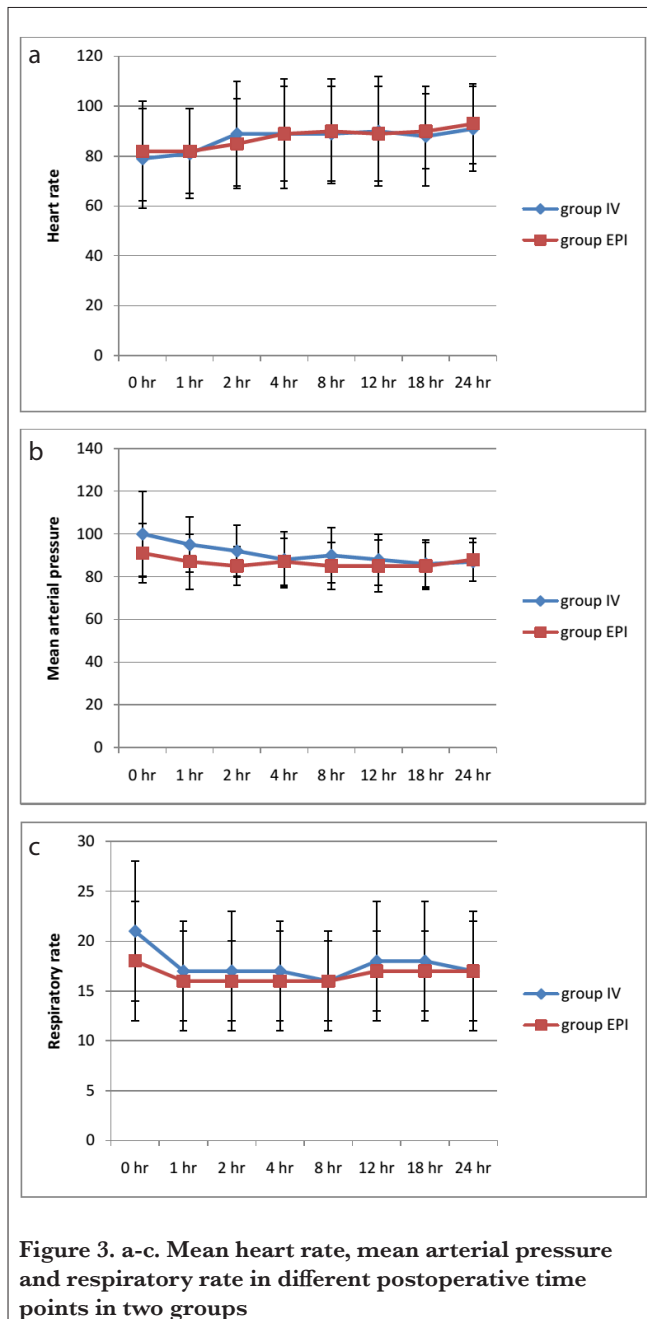 a
120
100
80
60
40
20
0
Heart rate
0 hr 1 hr 2 hr 4 hr 8 hr 12 hr 18 hr 24 hr
group IV
group EPI
b
140
120
100
80
60
40
20
0
Mean arterial pressure
0 hr 1 hr 2 hr 4 hr 8 hr 12 hr 18 hr 24 hr
group IV
group EPI
c
30
25
20
15
10
5
0
Respiratory rate
0 hr 1 hr 2 hr 4 hr 8 hr 12 hr 18 hr 24 hr
group IV
group EPI
Figure 3. a-c. Mean heart rate, mean arterial pressure
and respiratory rate in different postoperative time
points in two groups